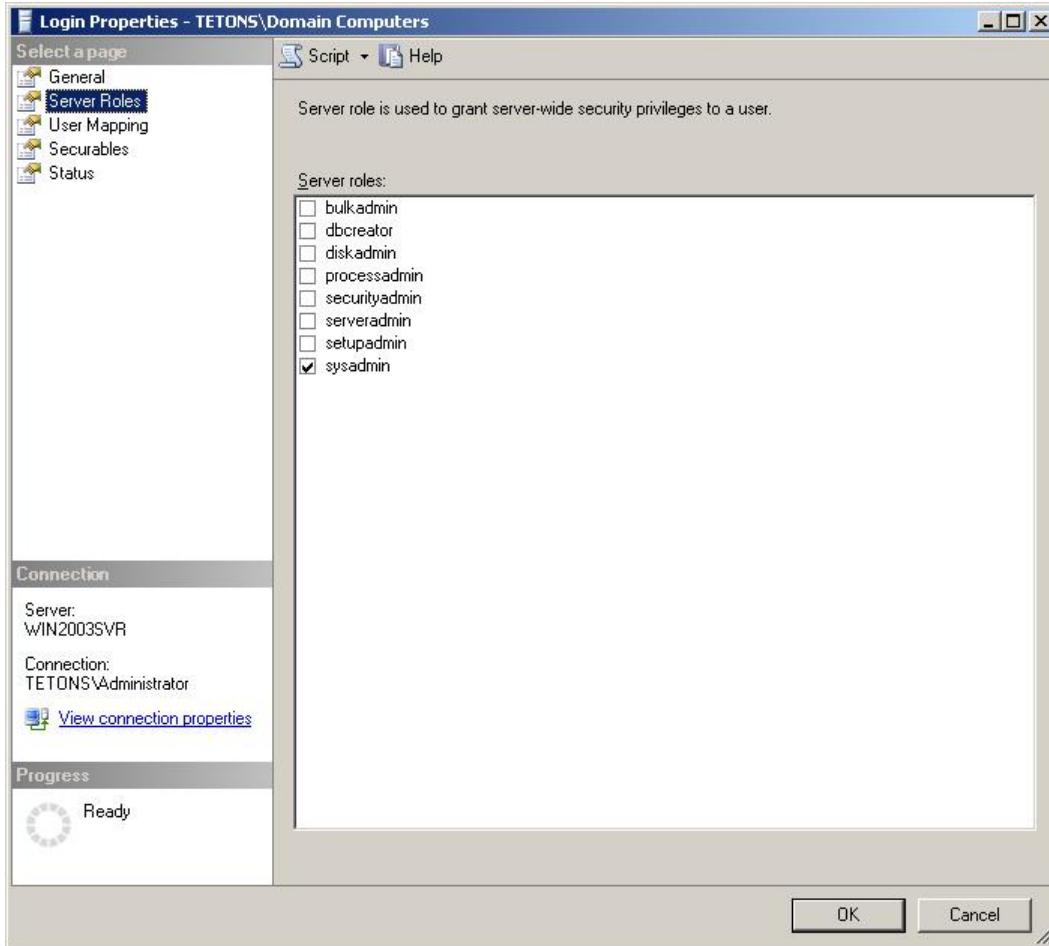 Login Properties - TETONS\Domain Computers
Select a page
General
Server Roles
User Mapping
Securables
Status
Script
Help
Server role is used to grant server-wide security privileges to a user.
Server roles:
bulkadmin
dbcreator
diskadmin
processadmin
securityadmin
serveradmin
setupadmin
sysadmin
Connection
Server:
WIN2003SVR
Connection:
TETONS\Administrator
View connection properties
Progress
Ready
OK
Cancel